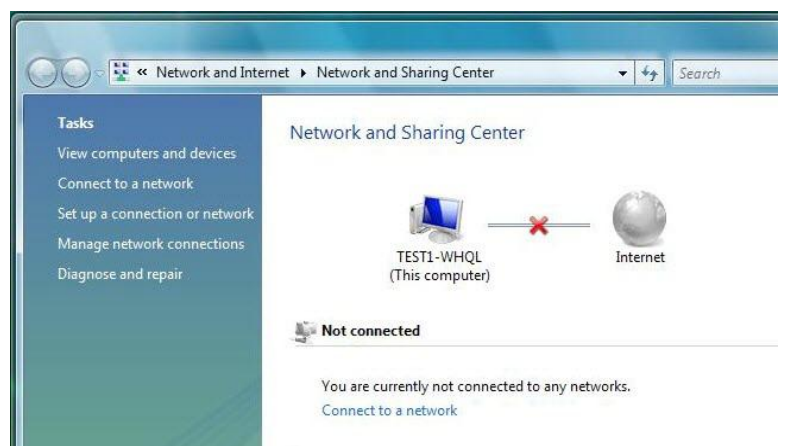 « Network and Internet ▸ Network and Sharing Center
Search
Tasks
View computers and devices
Connect to a network
Set up a connection or network
Manage network connections
Diagnose and repair
Network and Sharing Center
TEST1-WHQL
(This computer)
Internet
Not connected
You are currently not connected to any networks.
Connect to a network